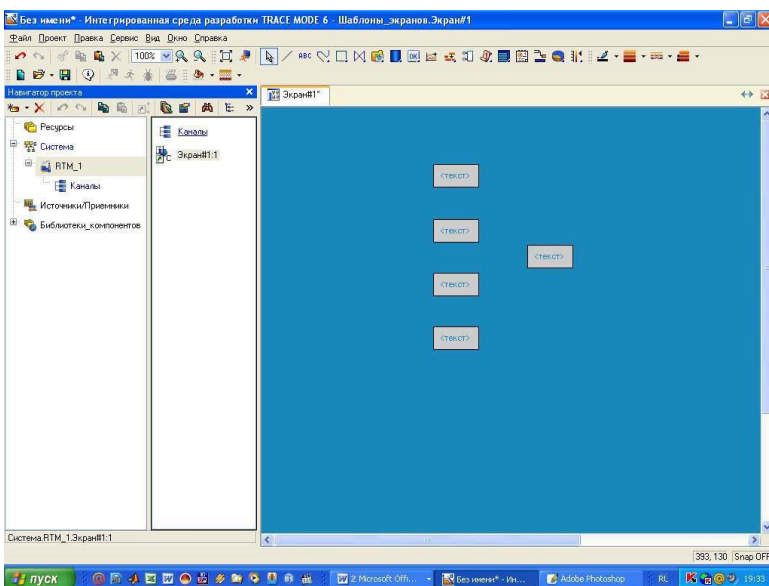 Без имени* - Интегрированная среда разработки TRACE MODE 6 - Шаблоны_экранов.Экран#1
Файл Проект Правка Сервис Вид Окно Справка
100%
ABC
OK
Навигатор проекта
Экран#1*
Ресурсы
Каналы
Система
Экран#1:1
RTM_1
Каналы
Источники/Приемники
Библиотеки_компонентов
<текст>
<текст>
<текст>
<текст>
<текст>
Система.RTM_1.Экран#1:1
393, 130 Snap OFF
пуск
2 Microsoft Offi...
Без имени* - Ин...
Adobe Photoshop
RL
19:33